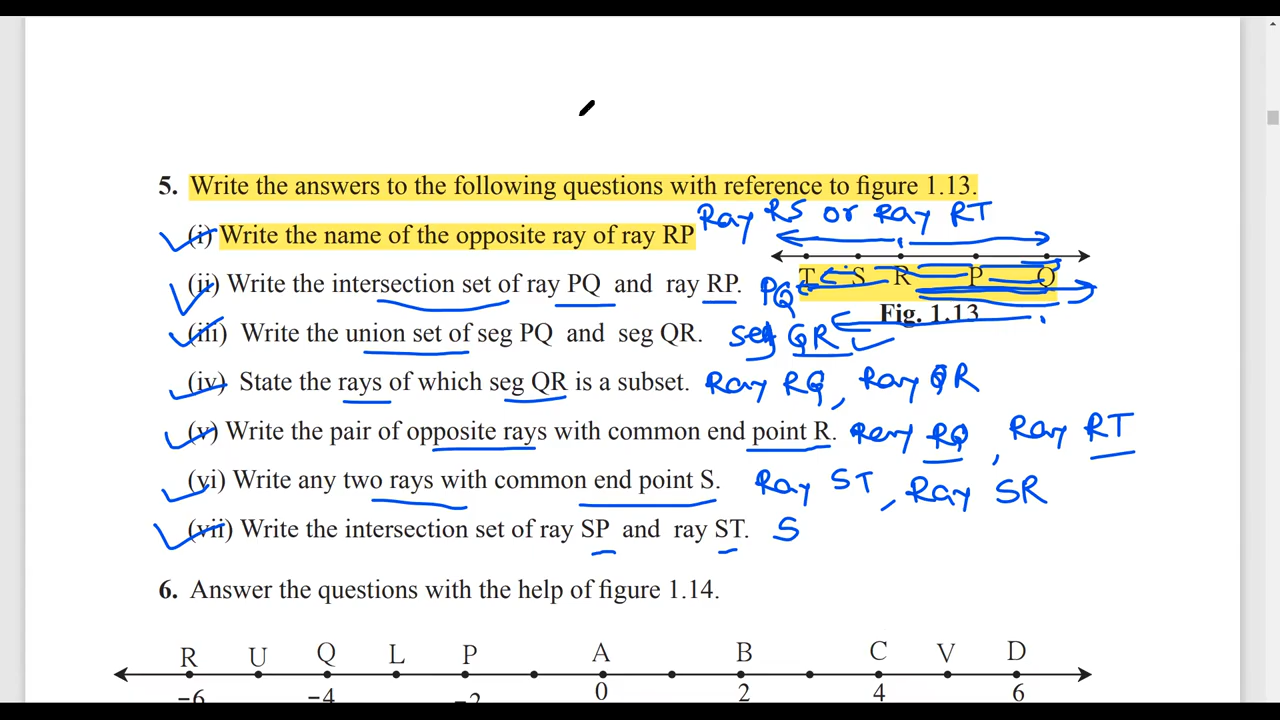 5. Write the answers to the following questions with reference to figure 1.13.
Ray RS or Ray RT
(i) Write the name of the opposite ray of ray RP
T S R P Q
(ii) Write the intersection set of ray PQ and ray RP. PQ
Fig. 1.13
(iii) Write the union set of seg PQ and seg QR. seg QR
(iv) State the rays of which seg QR is a subset. Ray RQ, Ray QR
(v) Write the pair of opposite rays with common end point R. Ray RQ, Ray RT
(vi) Write any two rays with common end point S. Ray ST, Ray SR
(vii) Write the intersection set of ray SP and ray ST. S
6. Answer the questions with the help of figure 1.14.
R U Q L P A B C V D
-6 -4 -2 0 2 4 6